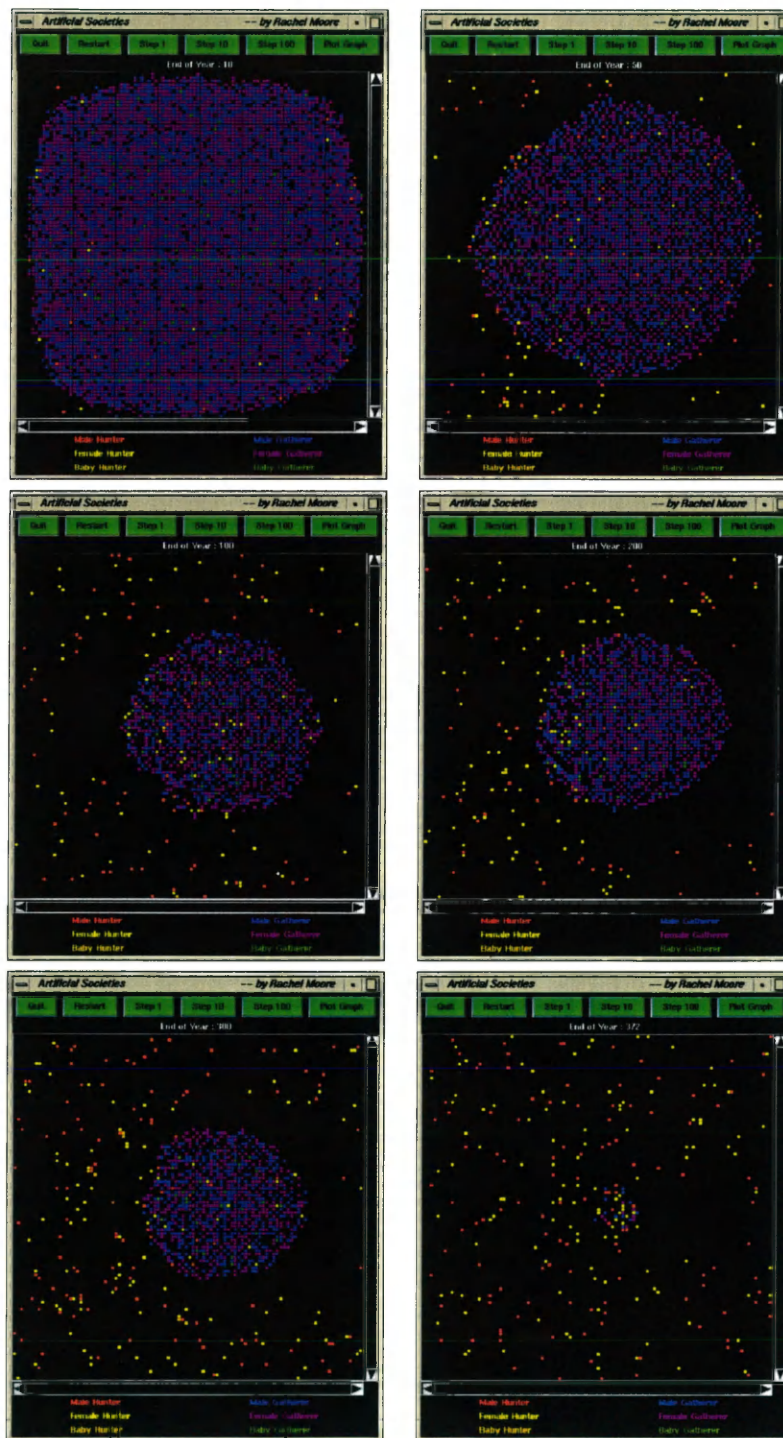 Artificial Societies -- by Rachel Moore
Quit Restart Step 1 Step 10 Step 100 Plot Graph
End of Year : 10
Male Hunter Male Gatherer
Female Hunter Female Gatherer
Baby Hunter Baby Gatherer
Artificial Societies -- by Rachel Moore
Quit Restart Step 1 Step 10 Step 100 Plot Graph
End of Year : 50
Male Hunter Male Gatherer
Female Hunter Female Gatherer
Baby Hunter Baby Gatherer
Artificial Societies -- by Rachel Moore
Quit Restart Step 1 Step 10 Step 100 Plot Graph
End of Year : 100
Male Hunter Male Gatherer
Female Hunter Female Gatherer
Baby Hunter Baby Gatherer
Artificial Societies -- by Rachel Moore
Quit Restart Step 1 Step 10 Step 100 Plot Graph
End of Year : 200
Male Hunter Male Gatherer
Female Hunter Female Gatherer
Baby Hunter Baby Gatherer
Artificial Societies -- by Rachel Moore
Quit Restart Step 1 Step 10 Step 100 Plot Graph
End of Year : 300
Male Hunter Male Gatherer
Female Hunter Female Gatherer
Baby Hunter Baby Gatherer
Artificial Societies -- by Rachel Moore
Quit Restart Step 1 Step 10 Step 100 Plot Graph
End of Year : 372
Male Hunter Male Gatherer
Female Hunter Female Gatherer
Baby Hunter Baby Gatherer